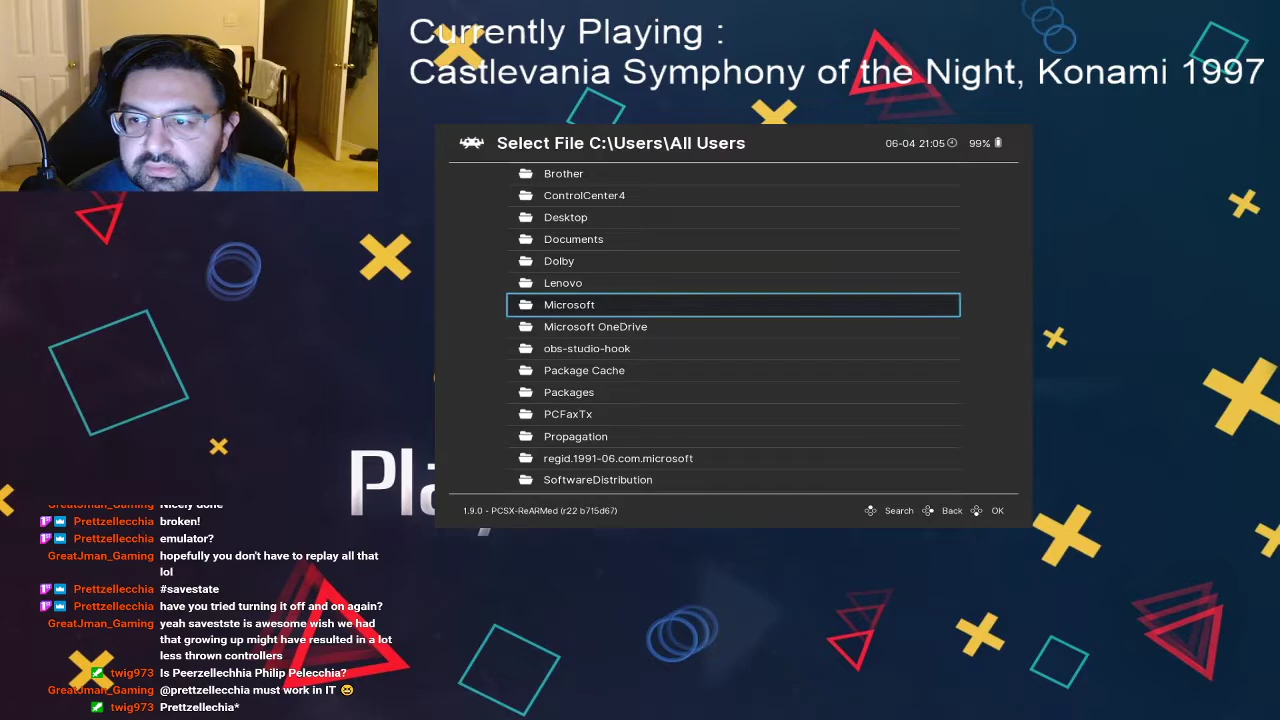 Currently Playing :
Castlevania Symphony of the Night, Konami 1997
Select File C:\Users\All Users
06-04 21:05
99%
Brother
ControlCenter4
Desktop
Documents
Dolby
Lenovo
Microsoft
Microsoft OneDrive
obs-studio-hook
Package Cache
Packages
PCFaxTx
Propagation
regid.1991-06.com.microsoft
SoftwareDistribution
1.9.0 - PCSX-ReARMed (r22 b715d67)
Search
Back
OK
Pla
GreatJman_Gaming Nicely done
Prettzellecchia broken!
Prettzellecchia emulator?
GreatJman_Gaming hopefully you don't have to replay all that
lol
Prettzellecchia #savestate
Prettzellecchia have you tried turning it off and on again?
GreatJman_Gaming yeah savestste is awesome wish we had
that growing up might have resulted in a lot
less thrown controllers
twig973 Is Peerzellechhia Philip Pelecchia?
GreatJman_Gaming @prettzellecchia must work in IT 😆
twig973 Prettzellechia*